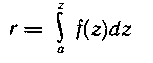 r = ∫_a^z f(z)dz